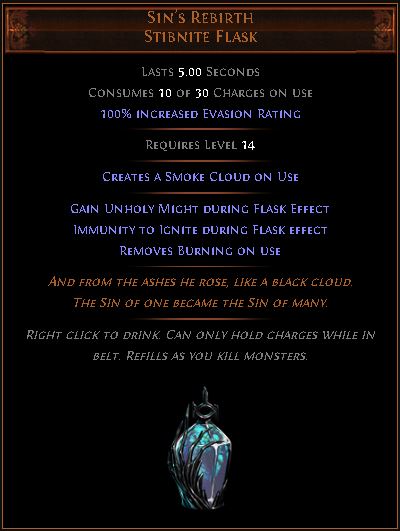 Sin's Rebirth
Stibnite Flask
Lasts 5.00 Seconds
Consumes 10 of 30 Charges on use
100% increased Evasion Rating
Requires Level 14
Creates a Smoke Cloud on Use
Gain Unholy Might during Flask Effect
Immunity to Ignite during Flask effect
Removes Burning on use
And from the ashes he rose, like a black cloud.
The Sin of one became the Sin of many.
Right click to drink. Can only hold charges while in
belt. Refills as you kill monsters.